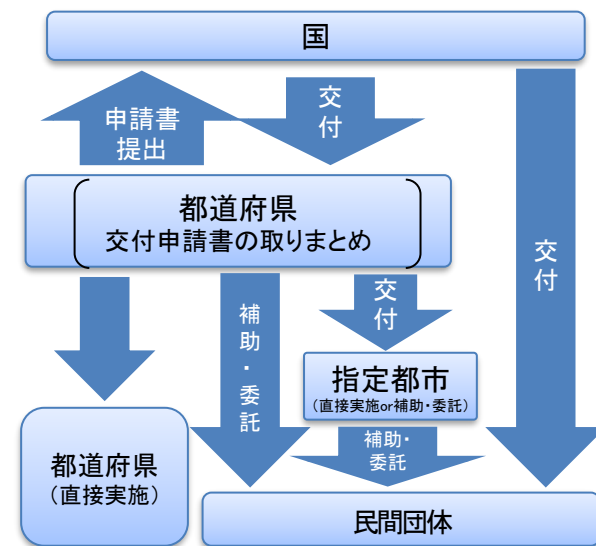 国
申請書
提出
交
付
都道府県
交付申請書の取りまとめ
交
付
補
助
・
委
託
交
付
指定都市
（直接実施or補助・委託）
補助・
委託
都道府県
（直接実施）
民間団体